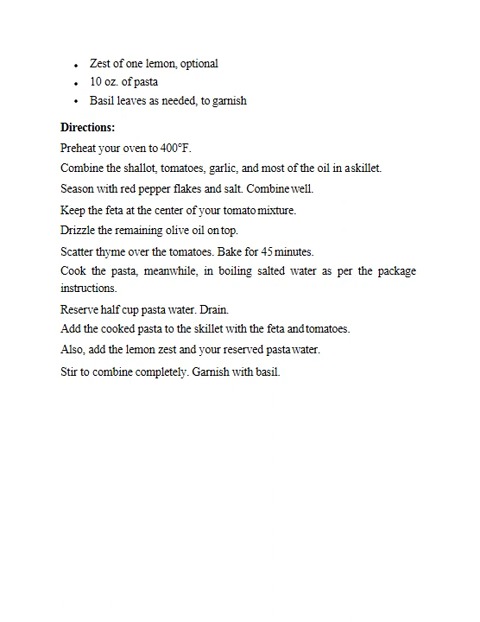 • Zest of one lemon, optional
• 10 oz. of pasta
• Basil leaves as needed, to garnish
Directions:
Preheat your oven to 400°F.
Combine the shallot, tomatoes, garlic, and most of the oil in a skillet.
Season with red pepper flakes and salt. Combine well.
Keep the feta at the center of your tomato mixture.
Drizzle the remaining olive oil on top.
Scatter thyme over the tomatoes. Bake for 45 minutes.
Cook the pasta, meanwhile, in boiling salted water as per the package
instructions.
Reserve half cup pasta water. Drain.
Add the cooked pasta to the skillet with the feta and tomatoes.
Also, add the lemon zest and your reserved pasta water.
Stir to combine completely. Garnish with basil.